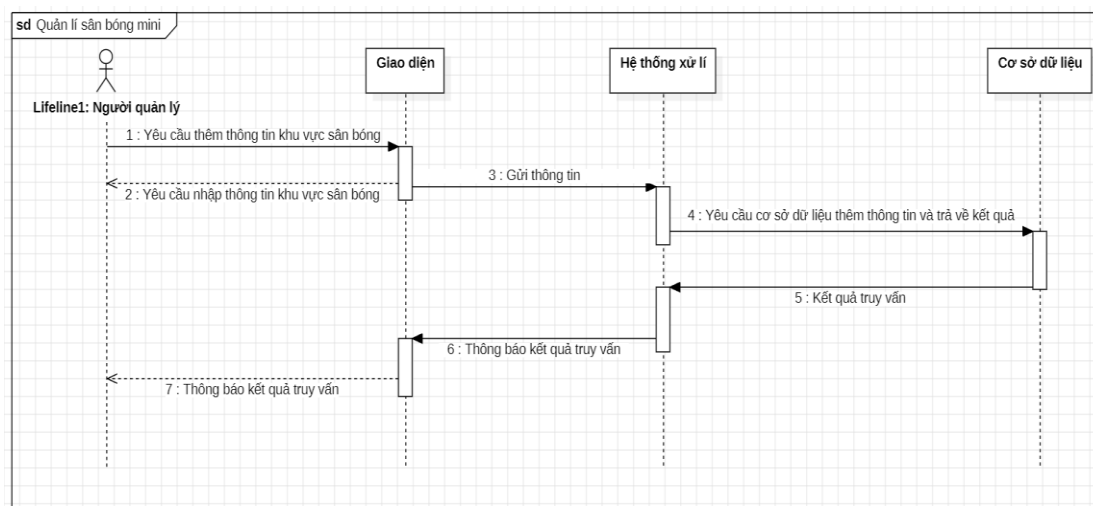 sd Quản lí sân bóng mini
Giao diện
Hệ thống xử lí
Cơ sở dữ liệu
Lifeline1: Người quản lý
1 : Yêu cầu thêm thông tin khu vực sân bóng
3 : Gửi thông tin
2 : Yêu cầu nhập thông tin khu vực sân bóng
4 : Yêu cầu cơ sở dữ liệu thêm thông tin và trả về kết quả
5 : Kết quả truy vấn
6 : Thông báo kết quả truy vấn
7 : Thông báo kết quả truy vấn